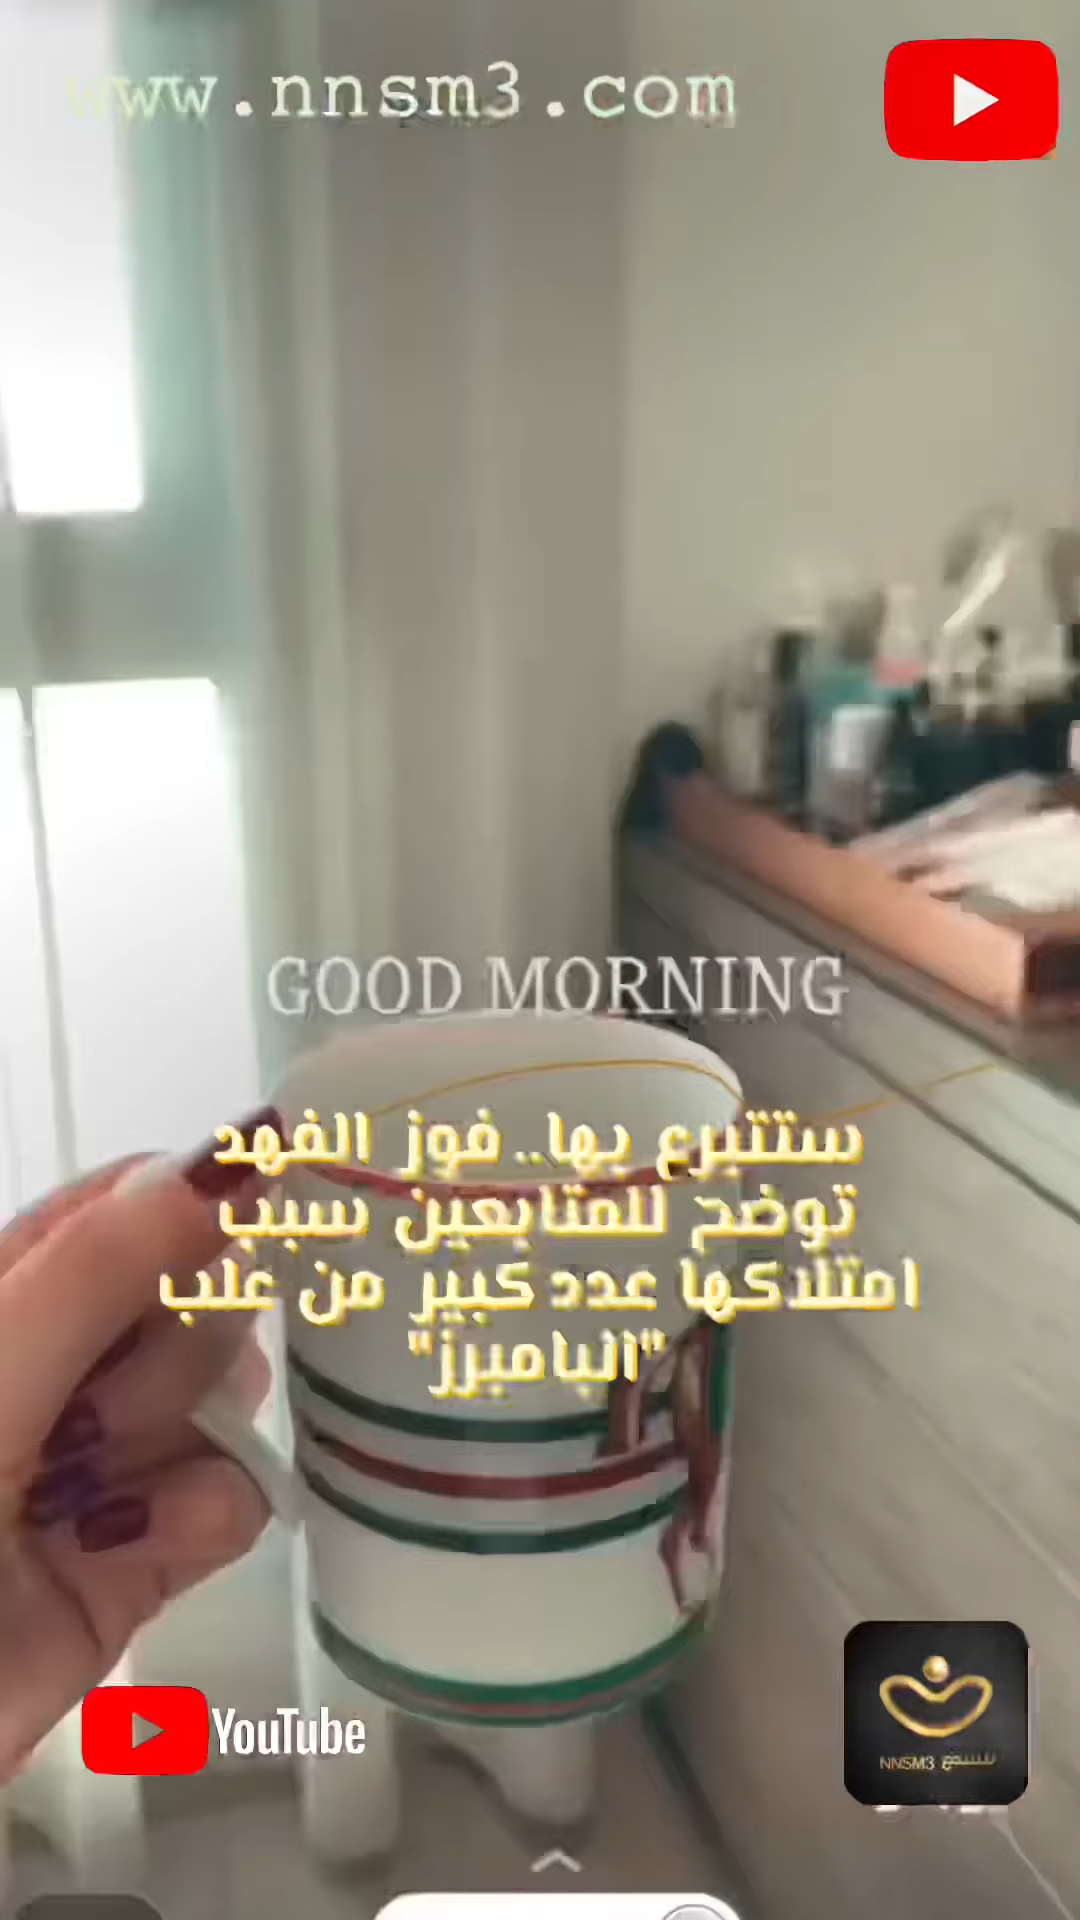 www.nnsm3.com
GOOD MORNING
ستتبرع بها.. فوز الفهد
توضح للمتابعين سبب
امتلاكها عدد كبير من علب
"البامبرز"
YouTube
NNSM3 نسمع